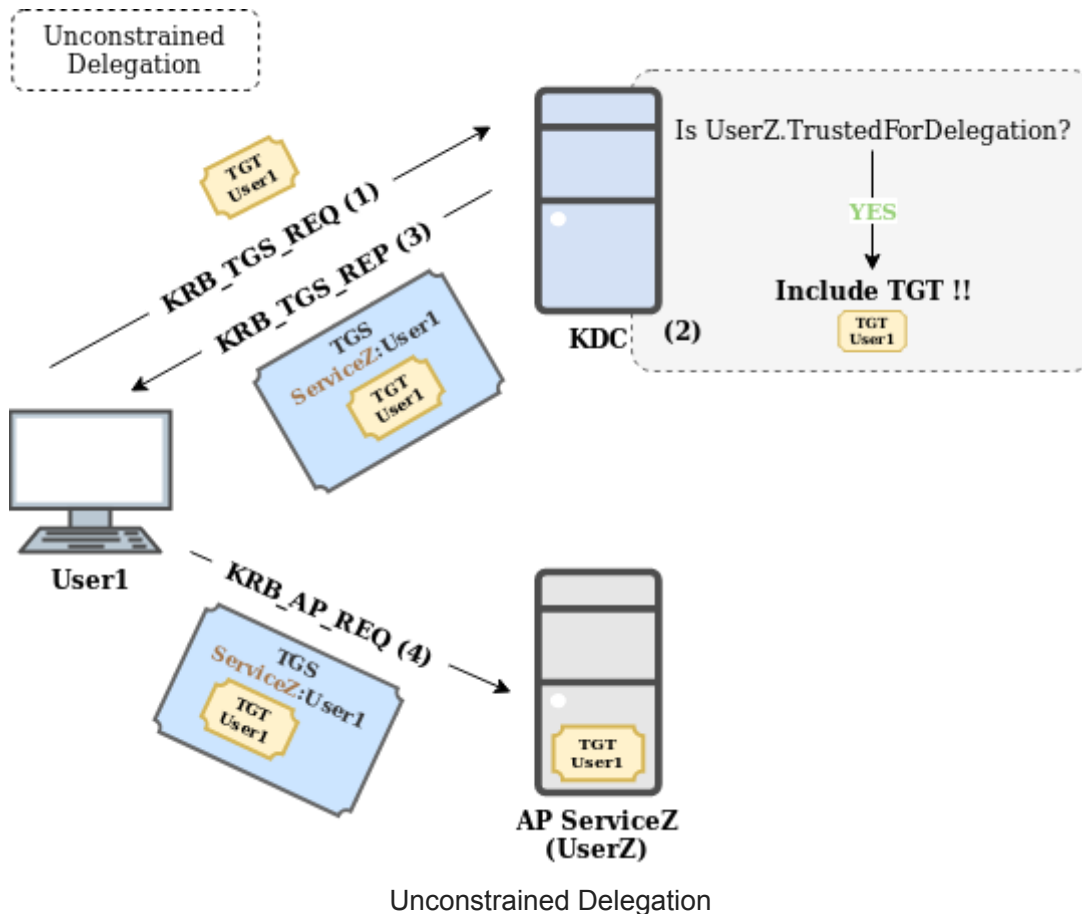 Unconstrained
Delegation
Is UserZ.TrustedForDelegation?
YES
Include TGT !!
TGT
User1
KDC
(2)
TGT
User1
KRB_TGS_REQ (1)
KRB_TGS_REP (3)
TGS
ServiceZ:User1
TGT
User1
User1
KRB_AP_REQ (4)
TGS
ServiceZ:User1
TGT
User1
TGT
User1
AP ServiceZ
(UserZ)
Unconstrained Delegation